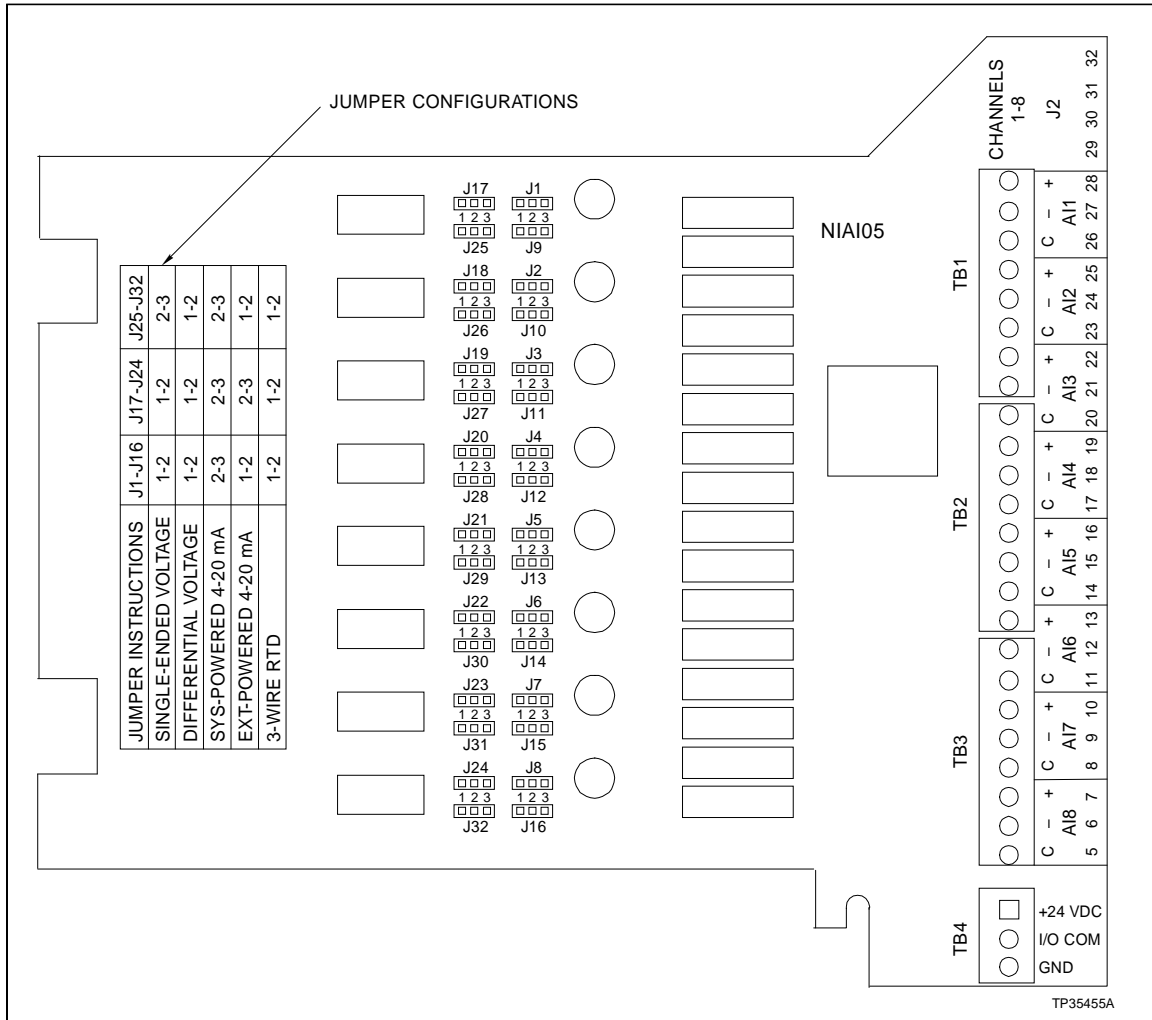 JUMPER CONFIGURATIONS
JUMPER INSTRUCTIONS J1-J16 J17-J24 J25-J32
SINGLE-ENDED VOLTAGE 1-2 1-2 2-3
DIFFERENTIAL VOLTAGE 1-2 1-2 1-2
SYS-POWERED 4-20 mA 2-3 2-3 2-3
EXT-POWERED 4-20 mA 1-2 2-3 1-2
3-WIRE RTD 1-2 1-2 1-2
J17 J1
1 2 3 1 2 3
J25 J9
J18 J2
1 2 3 1 2 3
J26 J10
J19 J3
1 2 3 1 2 3
J27 J11
J20 J4
1 2 3 1 2 3
J28 J12
J21 J5
1 2 3 1 2 3
J29 J13
J22 J6
1 2 3 1 2 3
J30 J14
J23 J7
1 2 3 1 2 3
J31 J15
J24 J8
1 2 3 1 2 3
J32 J16
NIAI05
CHANNELS
1-8
J2
29 30 31 32
TB1
C − +
AI1
26 27 28
C − +
AI2
23 24 25
C − +
AI3
20 21 22
TB2
C − +
AI4
17 18 19
C − +
AI5
14 15 16
C − +
AI6
11 12 13
TB3
C − +
AI7
8 9 10
C − +
AI8
5 6 7
TB4
+24 VDC
I/O COM
GND
TP35455A